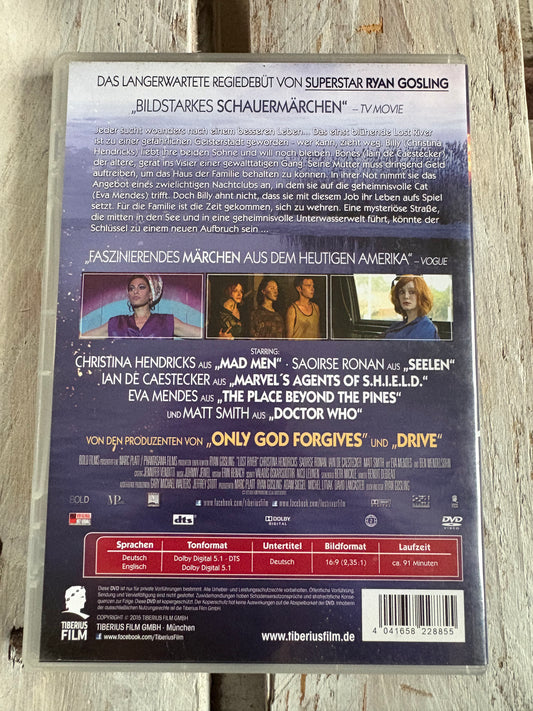 DAS LANGERWARTETE REGIEDEBÜT VON SUPERSTAR RYAN GOSLING
„BILDSTARKES SCHAUERMÄRCHEN“ – TV MOVIE
Jeder sucht woanders nach einem besseren Leben... Das einst blühende Lost River
ist zu einer gefährlichen Geisterstadt geworden - wer kann, zieht weg. Billy (Christina
Hendricks) liebt ihre beiden Söhne und will noch bleiben. Bones (Iain de Caestecker)
der ältere, gerät ins Visier einer gewalttätigen Gang. Seine Mutter muss dringend Geld
auftreiben, um das Haus der Familie behalten zu können. In ihrer Not nimmt sie das
Angebot eines zwielichtigen Nachtclubs an, in dem sie auf die geheimnisvolle Cat
(Eva Mendes) trifft. Doch Billy ahnt nicht, dass sie mit diesem Job ihr Leben aufs Spiel
setzt. Für die Familie ist die Zeit gekommen, sich zu wehren. Eine mysteriöse Straße,
die mitten in den See und in eine geheimnisvolle Unterwasserwelt führt, könnte der
Schlüssel zu einem neuen Aufbruch sein ...
„FASZINIERENDES MÄRCHEN AUS DEM HEUTIGEN AMERIKA“ – VOGUE
STARRING:
CHRISTINA HENDRICKS AUS „MAD MEN“ · SAOIRSE RONAN AUS „SEELEN“
IAN DE CAESTECKER AUS „MARVEL´S AGENTS OF S.H.I.E.L.D.“
EVA MENDES AUS „THE PLACE BEYOND THE PINES“
UND MATT SMITH AUS „DOCTOR WHO“
VON DEN PRODUZENTEN VON „ONLY GOD FORGIVES“ UND „DRIVE“
BOLD
MP
www.facebook.com/tiberiusfilm | www.facebook.com/lostriverfilm
dts
DOLBY DIGITAL
DVD VIDEO
Sprachen Tonformat Untertitel Bildformat Laufzeit
Deutsch Dolby Digital 5.1 - DTS Deutsch 16:9 (2,35:1) ca. 91 Minuten
Englisch Dolby Digital 5.1
COPYRIGHT © 2015 TIBERIUS FILM GMBH
TIBERIUS FILM GMBH - München
www.facebook.com/TiberiusFilm
TIBERIUS
FILM
www.tiberiusfilm.de
4 041658 228855